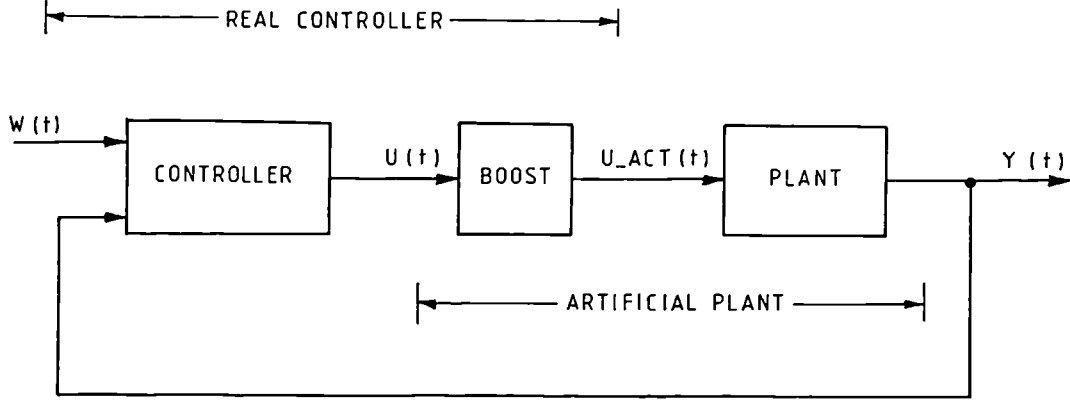 REAL CONTROLLER
W(t)
CONTROLLER
U(t)
BOOST
U_ACT(t)
PLANT
Y(t)
ARTIFICIAL PLANT